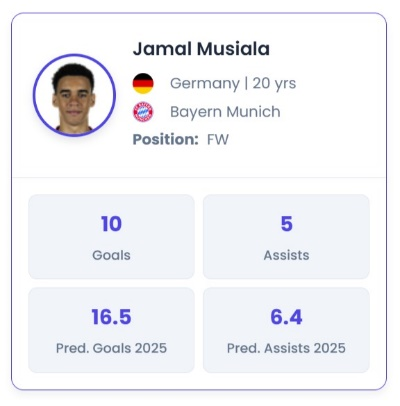 Jamal Musiala
Germany | 20 yrs
Bayern Munich
Position: FW
10
Goals
5
Assists
16.5
Pred. Goals 2025
6.4
Pred. Assists 2025